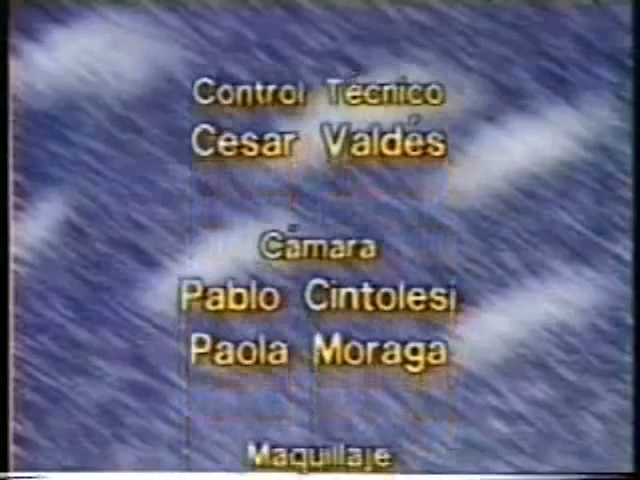 Control Técnico
Cesar Valdés
Cámara
Pablo Cintolesi
Paola Moraga
Maquillaje